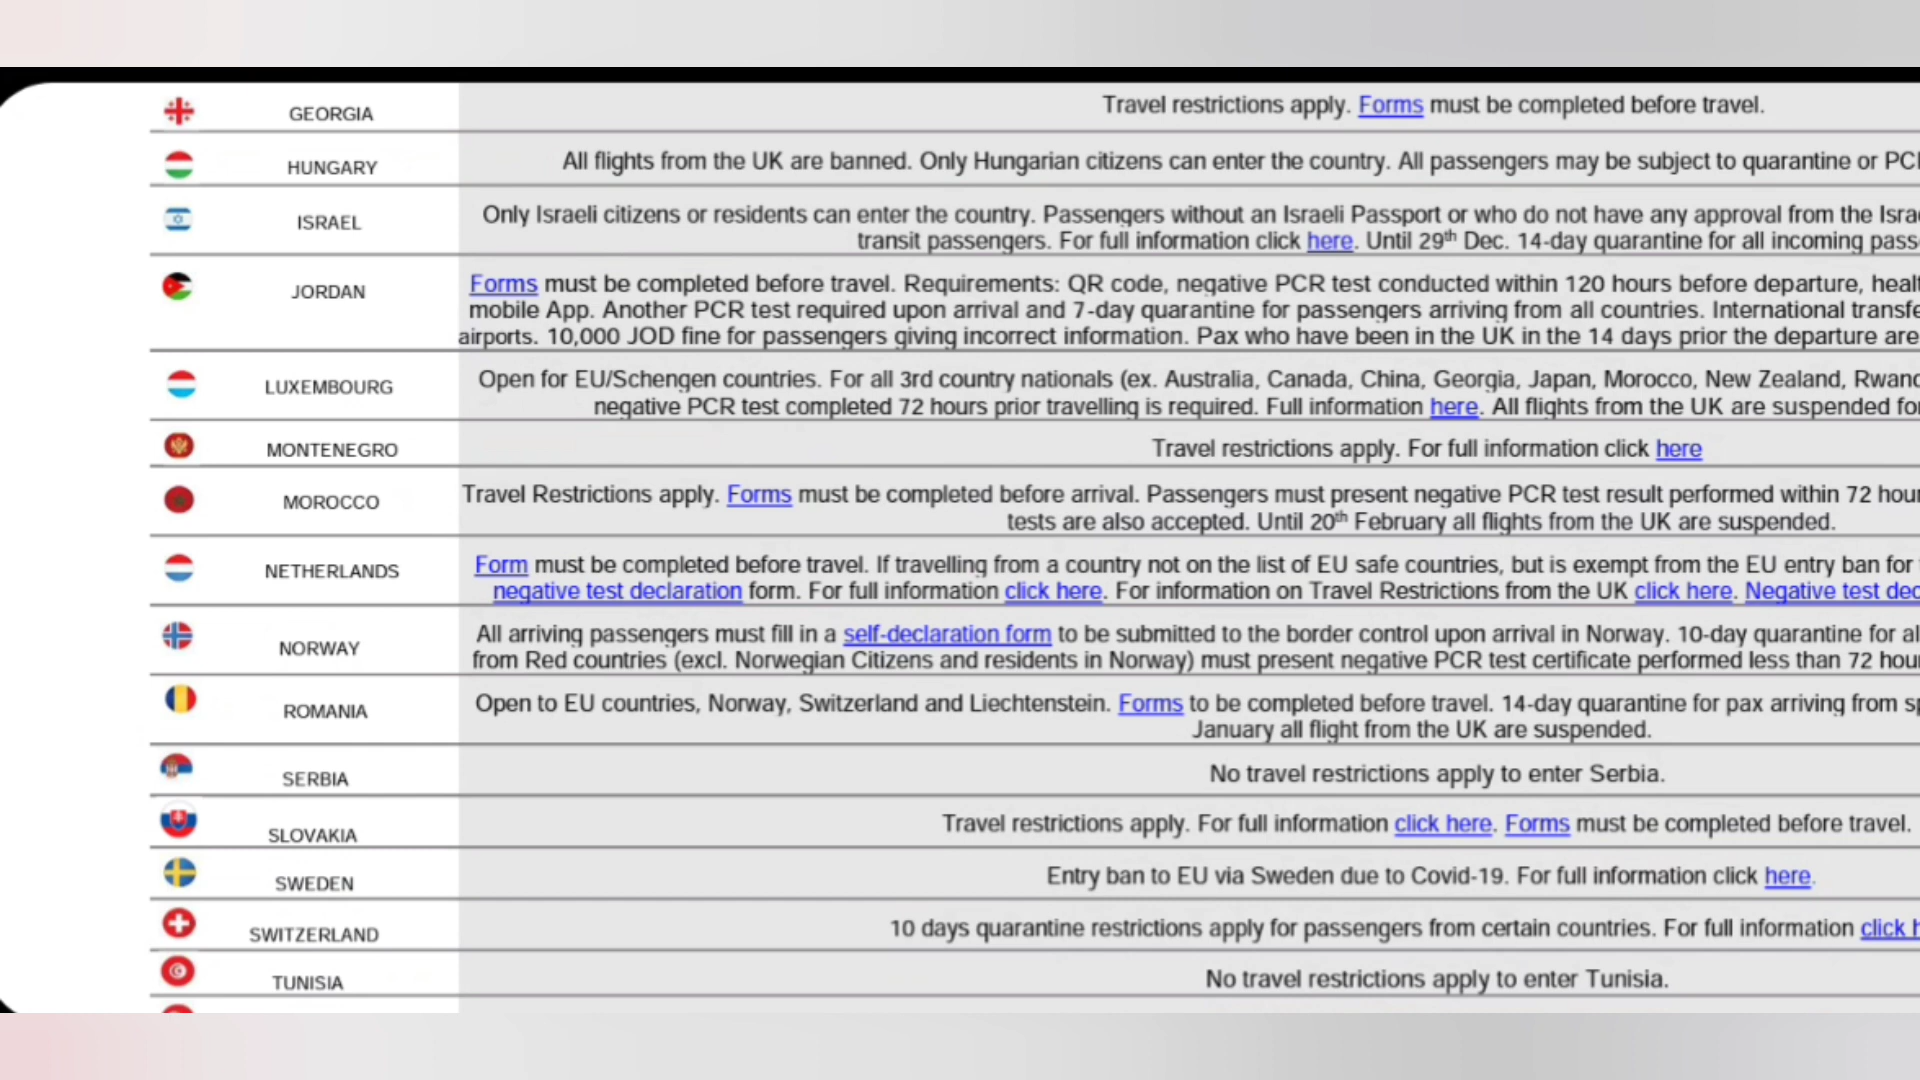 GEORGIA
Travel restrictions apply. Forms must be completed before travel.
HUNGARY
All flights from the UK are banned. Only Hungarian citizens can enter the country. All passengers may be subject to quarantine or
ISRAEL
Only Israeli citizens or residents can enter the country. Passengers without an Israeli Passport or who do not have any approval from the
transit passengers. For full information click here. Until 29th Dec. 14-day quarantine for all incoming
JORDAN
Forms must be completed before travel. Requirements: QR code, negative PCR test conducted within 120 hours before departure,
mobile App. Another PCR test required upon arrival and 7-day quarantine for passengers arriving from all countries. International
airports. 10,000 JOD fine for passengers giving incorrect information. Pax who have been in the UK in the 14 days prior the departure are
LUXEMBOURG
Open for EU/Schengen countries. For all 3rd country nationals (ex. Australia, Canada, China, Georgia, Japan, Morocco, New Zealand,
negative PCR test completed 72 hours prior travelling is required. Full information here. All flights from the UK are suspended
MONTENEGRO
Travel restrictions apply. For full information click here
MOROCCO
Travel Restrictions apply. Forms must be completed before arrival. Passengers must present negative PCR test result performed within 72
tests are also accepted. Until 20th February all flights from the UK are suspended.
NETHERLANDS
Form must be completed before travel. If travelling from a country not on the list of EU safe countries, but is exempt from the EU entry ban for
negative test declaration form. For full information click here. For information on Travel Restrictions from the UK click here. Negative test
NORWAY
All arriving passengers must fill in a self-declaration form to be submitted to the border control upon arrival in Norway. 10-day quarantine for
from Red countries (excl. Norwegian Citizens and residents in Norway) must present negative PCR test certificate performed less than 72
ROMANIA
Open to EU countries, Norway, Switzerland and Liechtenstein. Forms to be completed before travel. 14-day quarantine for pax arriving from
January all flight from the UK are suspended.
SERBIA
No travel restrictions apply to enter Serbia.
SLOVAKIA
Travel restrictions apply. For full information click here. Forms must be completed before travel.
SWEDEN
Entry ban to EU via Sweden due to Covid-19. For full information click here.
SWITZERLAND
10 days quarantine restrictions apply for passengers from certain countries. For full information click
TUNISIA
No travel restrictions apply to enter Tunisia.